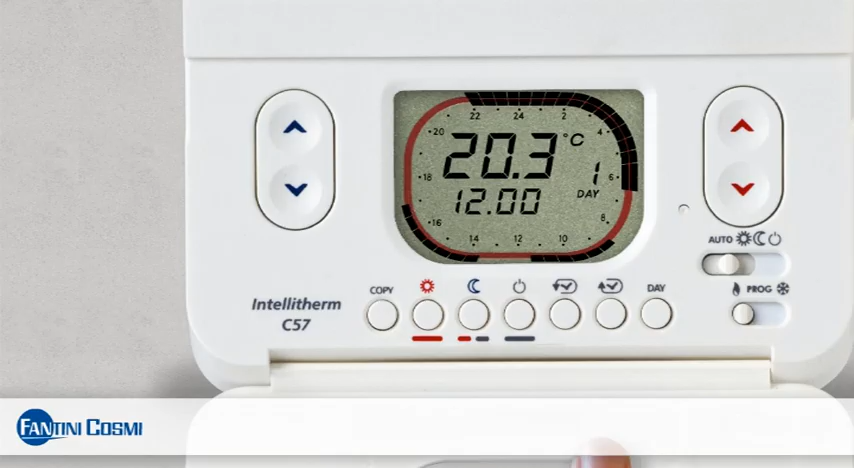 22 24 2
20 4
20.3 °C
18 1 6
DAY
12.00
16 8
14 12 10
AUTO
COPY DAY
PROG
Intellitherm
C57
FANTINI COSMI